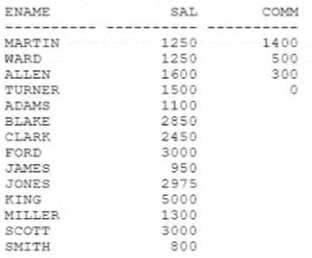 ENAME SAL COMM
---------- ---------- ----------
MARTIN 1250 1400
WARD 1250 500
ALLEN 1600 300
TURNER 1500 0
ADAMS 1100
BLAKE 2850
CLARK 2450
FORD 3000
JAMES 950
JONES 2975
KING 5000
MILLER 1300
SCOTT 3000
SMITH 800